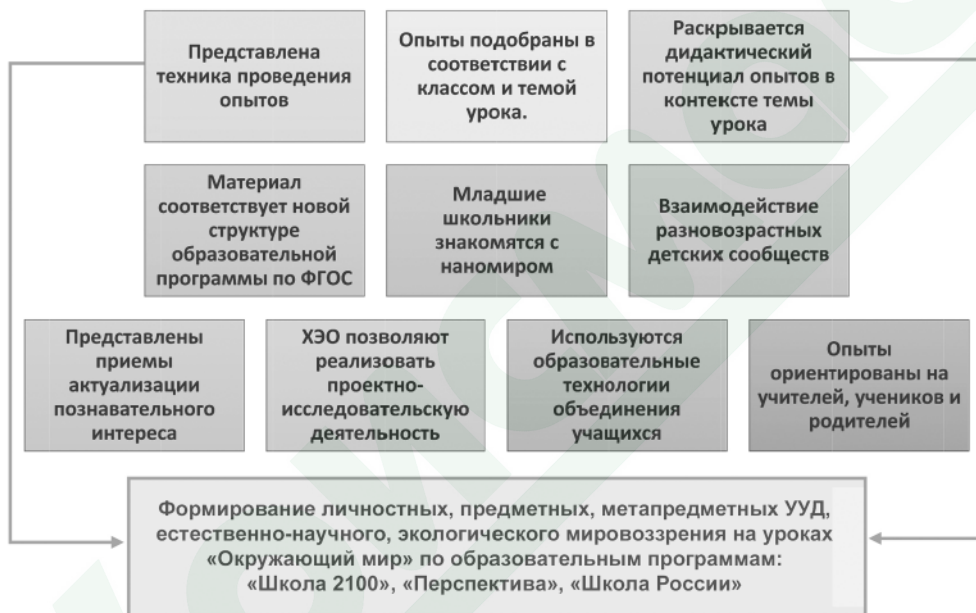 Представлена
техника проведения
опытов
Опыты подобраны в
соответствии с
классом и темой
урока.
Раскрывается
дидактический
потенциал опытов в
контексте темы
урока
Материал
соответствует новой
структуре
образовательной
программы по ФГОС
Младшие
школьники
знакомятся с
наномиром
Взаимодействие
разновозрастных
детских сообществ
Представлены
приемы
актуализации
познавательного
интереса
ХЭО позволяют
реализовать
проектно-
исследовательскую
деятельность
Используются
образовательные
технологии
объединения
учащихся
Опыты
ориентированы на
учителей, учеников и
родителей
Формирование личностных, предметных, метапредметных УУД,
естественно-научного, экологического мировоззрения на уроках
«Окружающий мир» по образовательным программам:
«Школа 2100», «Перспектива», «Школа России»